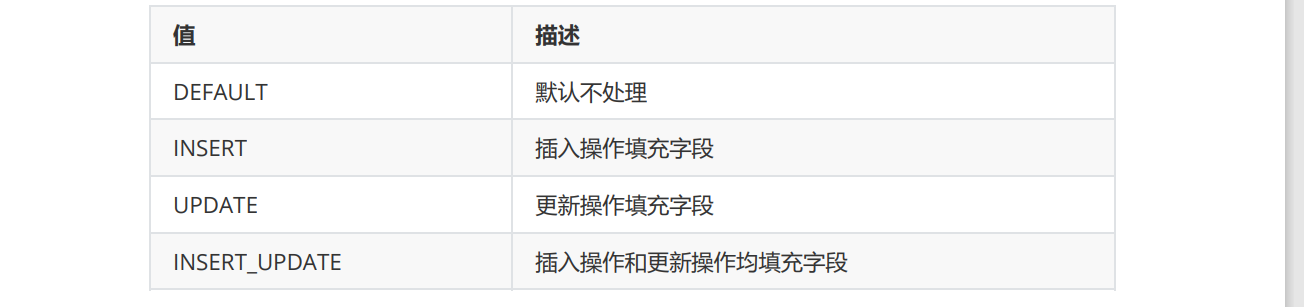 值 描述
DEFAULT 默认不处理
INSERT 插入操作填充字段
UPDATE 更新操作填充字段
INSERT_UPDATE 插入操作和更新操作均填充字段